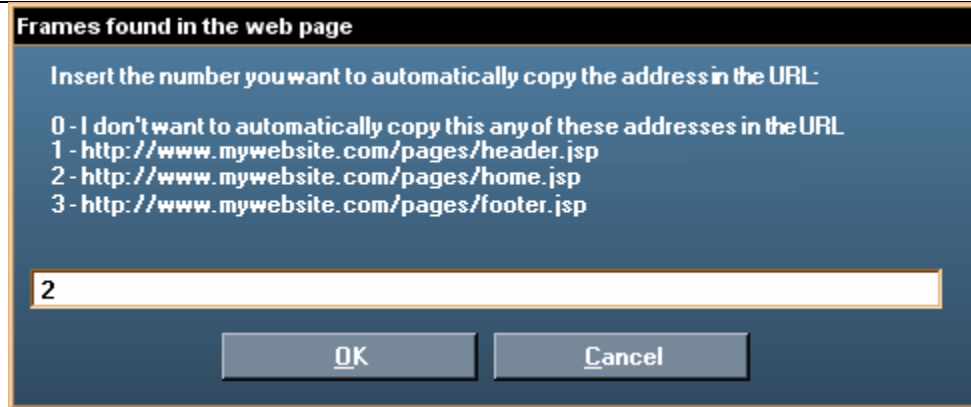 Frames found in the web page
Insert the number you want to automatically copy the address in the URL:
0 - I don't want to automatically copy this any of these addresses in the URL
1 - http://www.mywebsite.com/pages/header.jsp
2 - http://www.mywebsite.com/pages/home.jsp
3 - http://www.mywebsite.com/pages/footer.jsp
2
OK Cancel